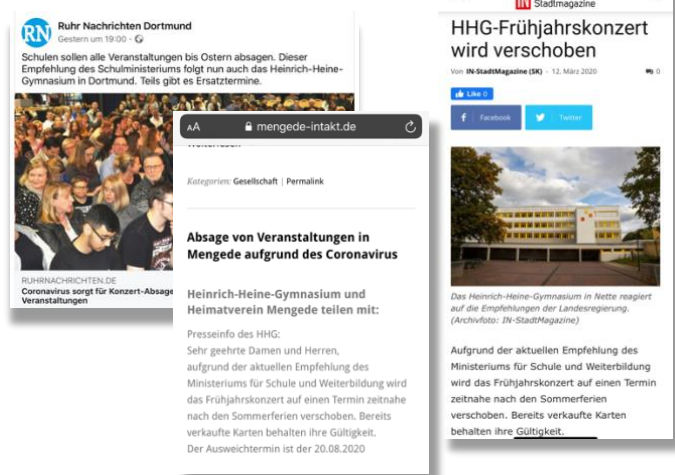 RN
Ruhr Nachrichten Dortmund
Gestern um 19:00 ·
Schulen sollen alle Veranstaltungen bis Ostern absagen. Dieser
Empfehlung des Schulministeriums folgt nun auch das Heinrich-Heine-
Gymnasium in Dortmund. Teils gibt es Ersatztermine.
RUHRNACHRICHTEN.DE
Coronavirus sorgt für Konzert-Absage
Veranstaltungen
AA
mengede-intakt.de
Weiterlesen
Kategorien: Gesellschaft | Permalink
Absage von Veranstaltungen in
Mengede aufgrund des Coronavirus
Heinrich-Heine-Gymnasium und
Heimatverein Mengede teilen mit:
Presseinfo des HHG:
Sehr geehrte Damen und Herren,
aufgrund der aktuellen Empfehlung des
Ministeriums für Schule und Weiterbildung wird
das Frühjahrskonzert auf einen Termin zeitnahe
nach den Sommerferien verschoben. Bereits
verkaufte Karten behalten ihre Gültigkeit.
Der Ausweichtermin ist der 20.08.2020
IN Stadtmagazine
HHG-Frühjahrskonzert
wird verschoben
Von IN-StadtMagazine (SK) - 12. März 2020 0
Like 0
Facebook
Twitter
Das Heinrich-Heine-Gymnasium in Nette reagiert
auf die Empfehlungen der Landesregierung.
(Archivfoto: IN-StadtMagazine)
Aufgrund der aktuellen Empfehlung des
Ministeriums für Schule und Weiterbildung
wird das Frühjahrskonzert auf einen Termin
zeitnahe nach den Sommerferien
verschoben. Bereits verkaufte Karten
behalten ihre Gültigkeit.